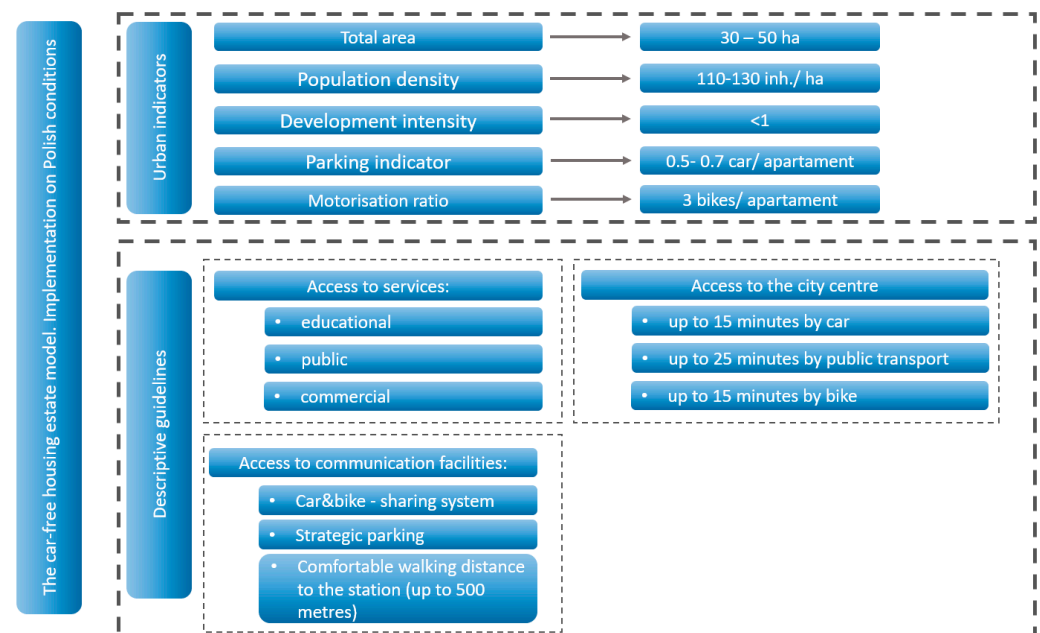 The car-free housing estate model. Implementation on Polish conditions
Urban indicators
Total area
30 – 50 ha
Population density
110-130 inh./ ha
Development intensity
<1
Parking indicator
0.5- 0.7 car/ apartament
Motorisation ratio
3 bikes/ apartament
Descriptive guidelines
Access to services:
• educational
• public
• commercial
Access to the city centre
• up to 15 minutes by car
• up to 25 minutes by public transport
• up to 15 minutes by bike
Access to communication facilities:
• Car&bike - sharing system
• Strategic parking
• Comfortable walking distance
to the station (up to 500
metres)